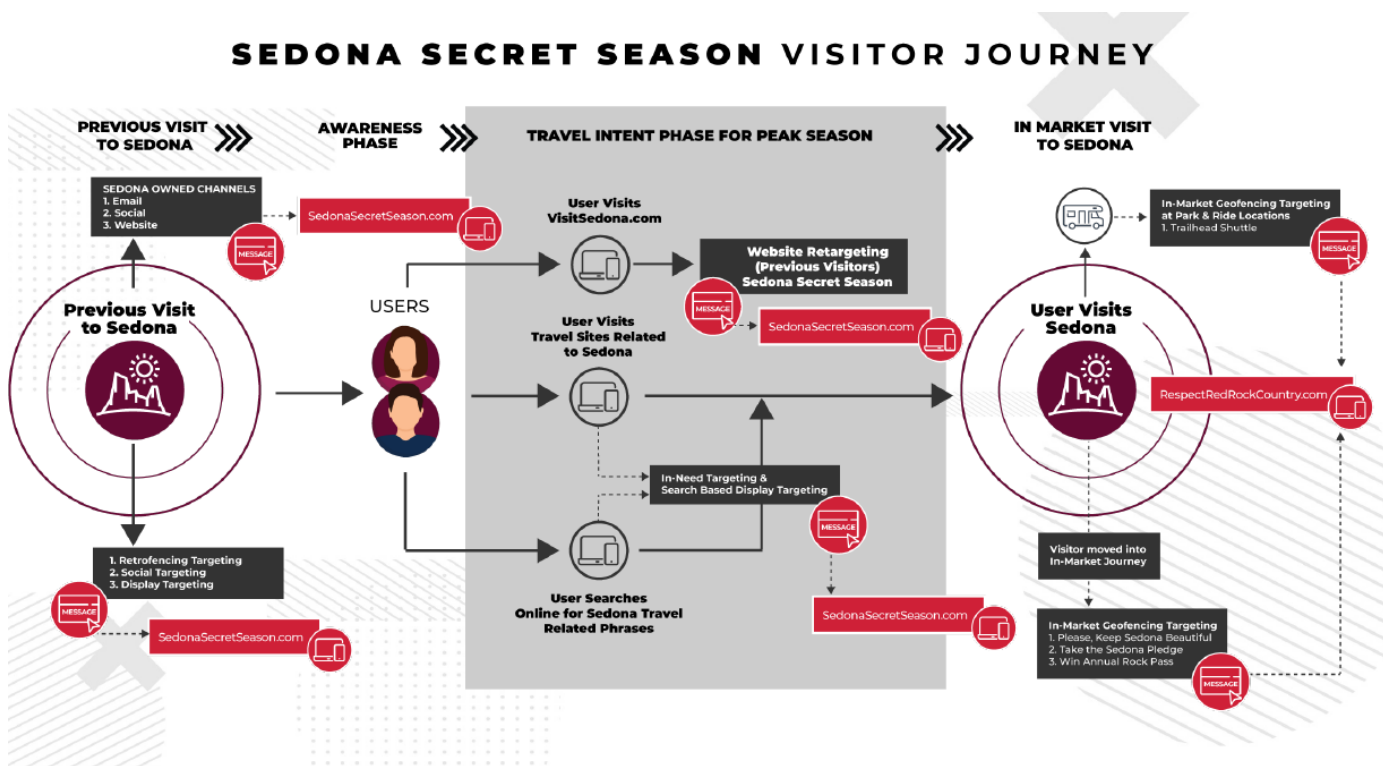 SEDONA SECRET SEASON VISITOR JOURNEY
PREVIOUS VISIT
TO SEDONA
AWARENESS
PHASE
TRAVEL INTENT PHASE FOR PEAK SEASON
IN MARKET VISIT
TO SEDONA
SEDONA OWNED CHANNELS
1. Email
2. Social
3. Website
MESSAGE
SedonaSecretSeason.com
Previous Visit
to Sedona
1. Retrofencing Targeting
2. Social Targeting
3. Display Targeting
MESSAGE
SedonaSecretSeason.com
USERS
User Visits
VisitSedona.com
Website Retargeting
(Previous Visitors)
Sedona Secret Season
MESSAGE
SedonaSecretSeason.com
User Visits
Travel Sites Related
to Sedona
In-Need Targeting &
Search Based Display Targeting
MESSAGE
SedonaSecretSeason.com
User Searches
Online for Sedona Travel
Related Phrases
In-Market Geofencing Targeting
at Park & Ride Locations
1. Trailhead Shuttle
MESSAGE
User Visits
Sedona
RespectRedRockCountry.com
Visitor moved into
In-Market Journey
In-Market Geofencing Targeting
1. Please, Keep Sedona Beautiful
2. Take the Sedona Pledge
3. Win Annual Rock Pass
MESSAGE